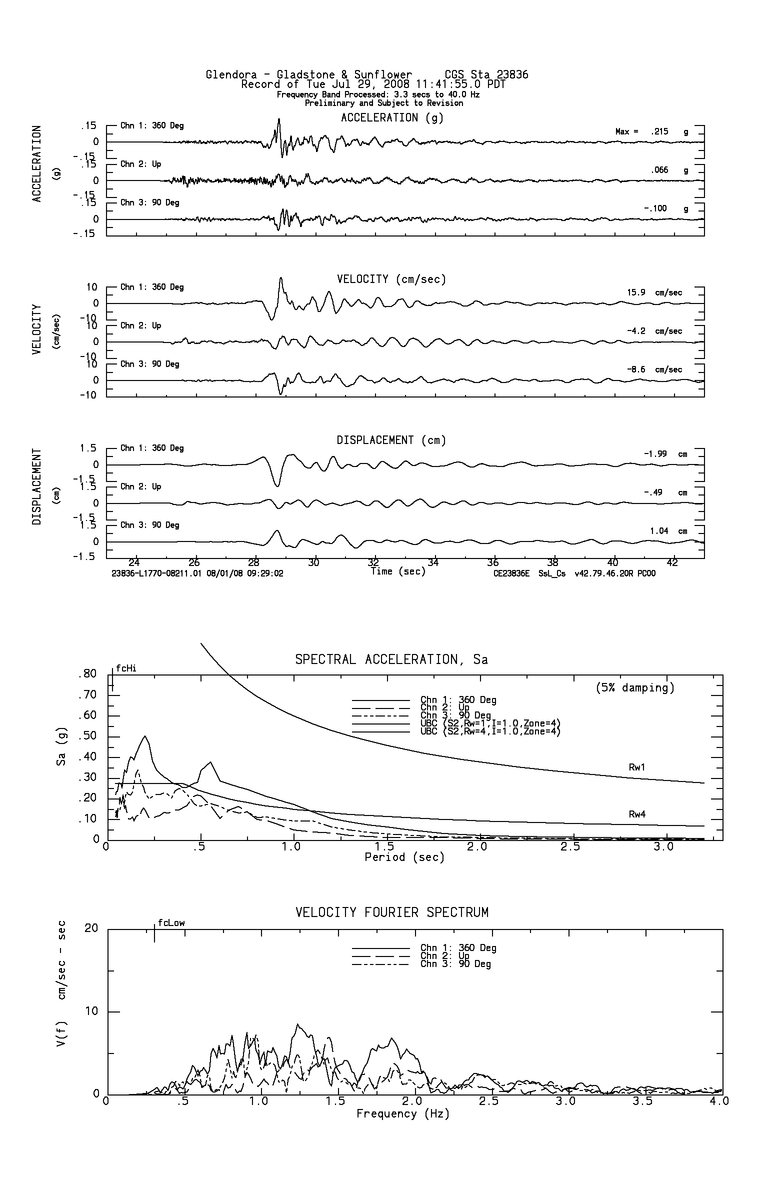 Glendora - Gladstone & Sunflower CGS Sta 23836
Record of Tue Jul 29, 2008 11:41:55.0 PDT
Frequency Band Processed: 3.3 secs to 40.0 Hz
Preliminary and Subject to Revision
ACCELERATION (g)
ACCELERATION
(g)
.15
0
-.15
Chn 1: 360 Deg
Max = .215 g
.15
0
-.15
Chn 2: Up
.066 g
.15
0
-.15
Chn 3: 90 Deg
-.100 g
VELOCITY (cm/sec)
VELOCITY
(cm/sec)
10
0
-10
Chn 1: 360 Deg
15.9 cm/sec
10
0
-10
Chn 2: Up
-4.2 cm/sec
10
0
-10
Chn 3: 90 Deg
-8.6 cm/sec
DISPLACEMENT (cm)
DISPLACEMENT
(cm)
1.5
0
-1.5
Chn 1: 360 Deg
-1.99 cm
1.5
0
-1.5
Chn 2: Up
-.49 cm
1.5
0
-1.5
Chn 3: 90 Deg
1.04 cm
24 26 28 30 32 34 36 38 40 42
Time (sec)
23836-L1770-08211.01 08/01/08 09:29:02
CE23836E SsL_Cs v42.79.46.20R PC00
SPECTRAL ACCELERATION, Sa
fcHi
(5% damping)
Sa (g)
.80
.70
.60
.50
.40
.30
.20
.10
0
Chn 1: 360 Deg
Chn 2: Up
Chn 3: 90 Deg
UBC (S2,Rw=1,I=1.0,Zone=4)
UBC (S2,Rw=4,I=1.0,Zone=4)
Rw1
Rw4
0 .5 1.0 1.5 2.0 2.5 3.0
Period (sec)
VELOCITY FOURIER SPECTRUM
fcLow
V(f) cm/sec - sec
20
10
0
Chn 1: 360 Deg
Chn 2: Up
Chn 3: 90 Deg
0 .5 1.0 1.5 2.0 2.5 3.0 3.5 4.0
Frequency (Hz)